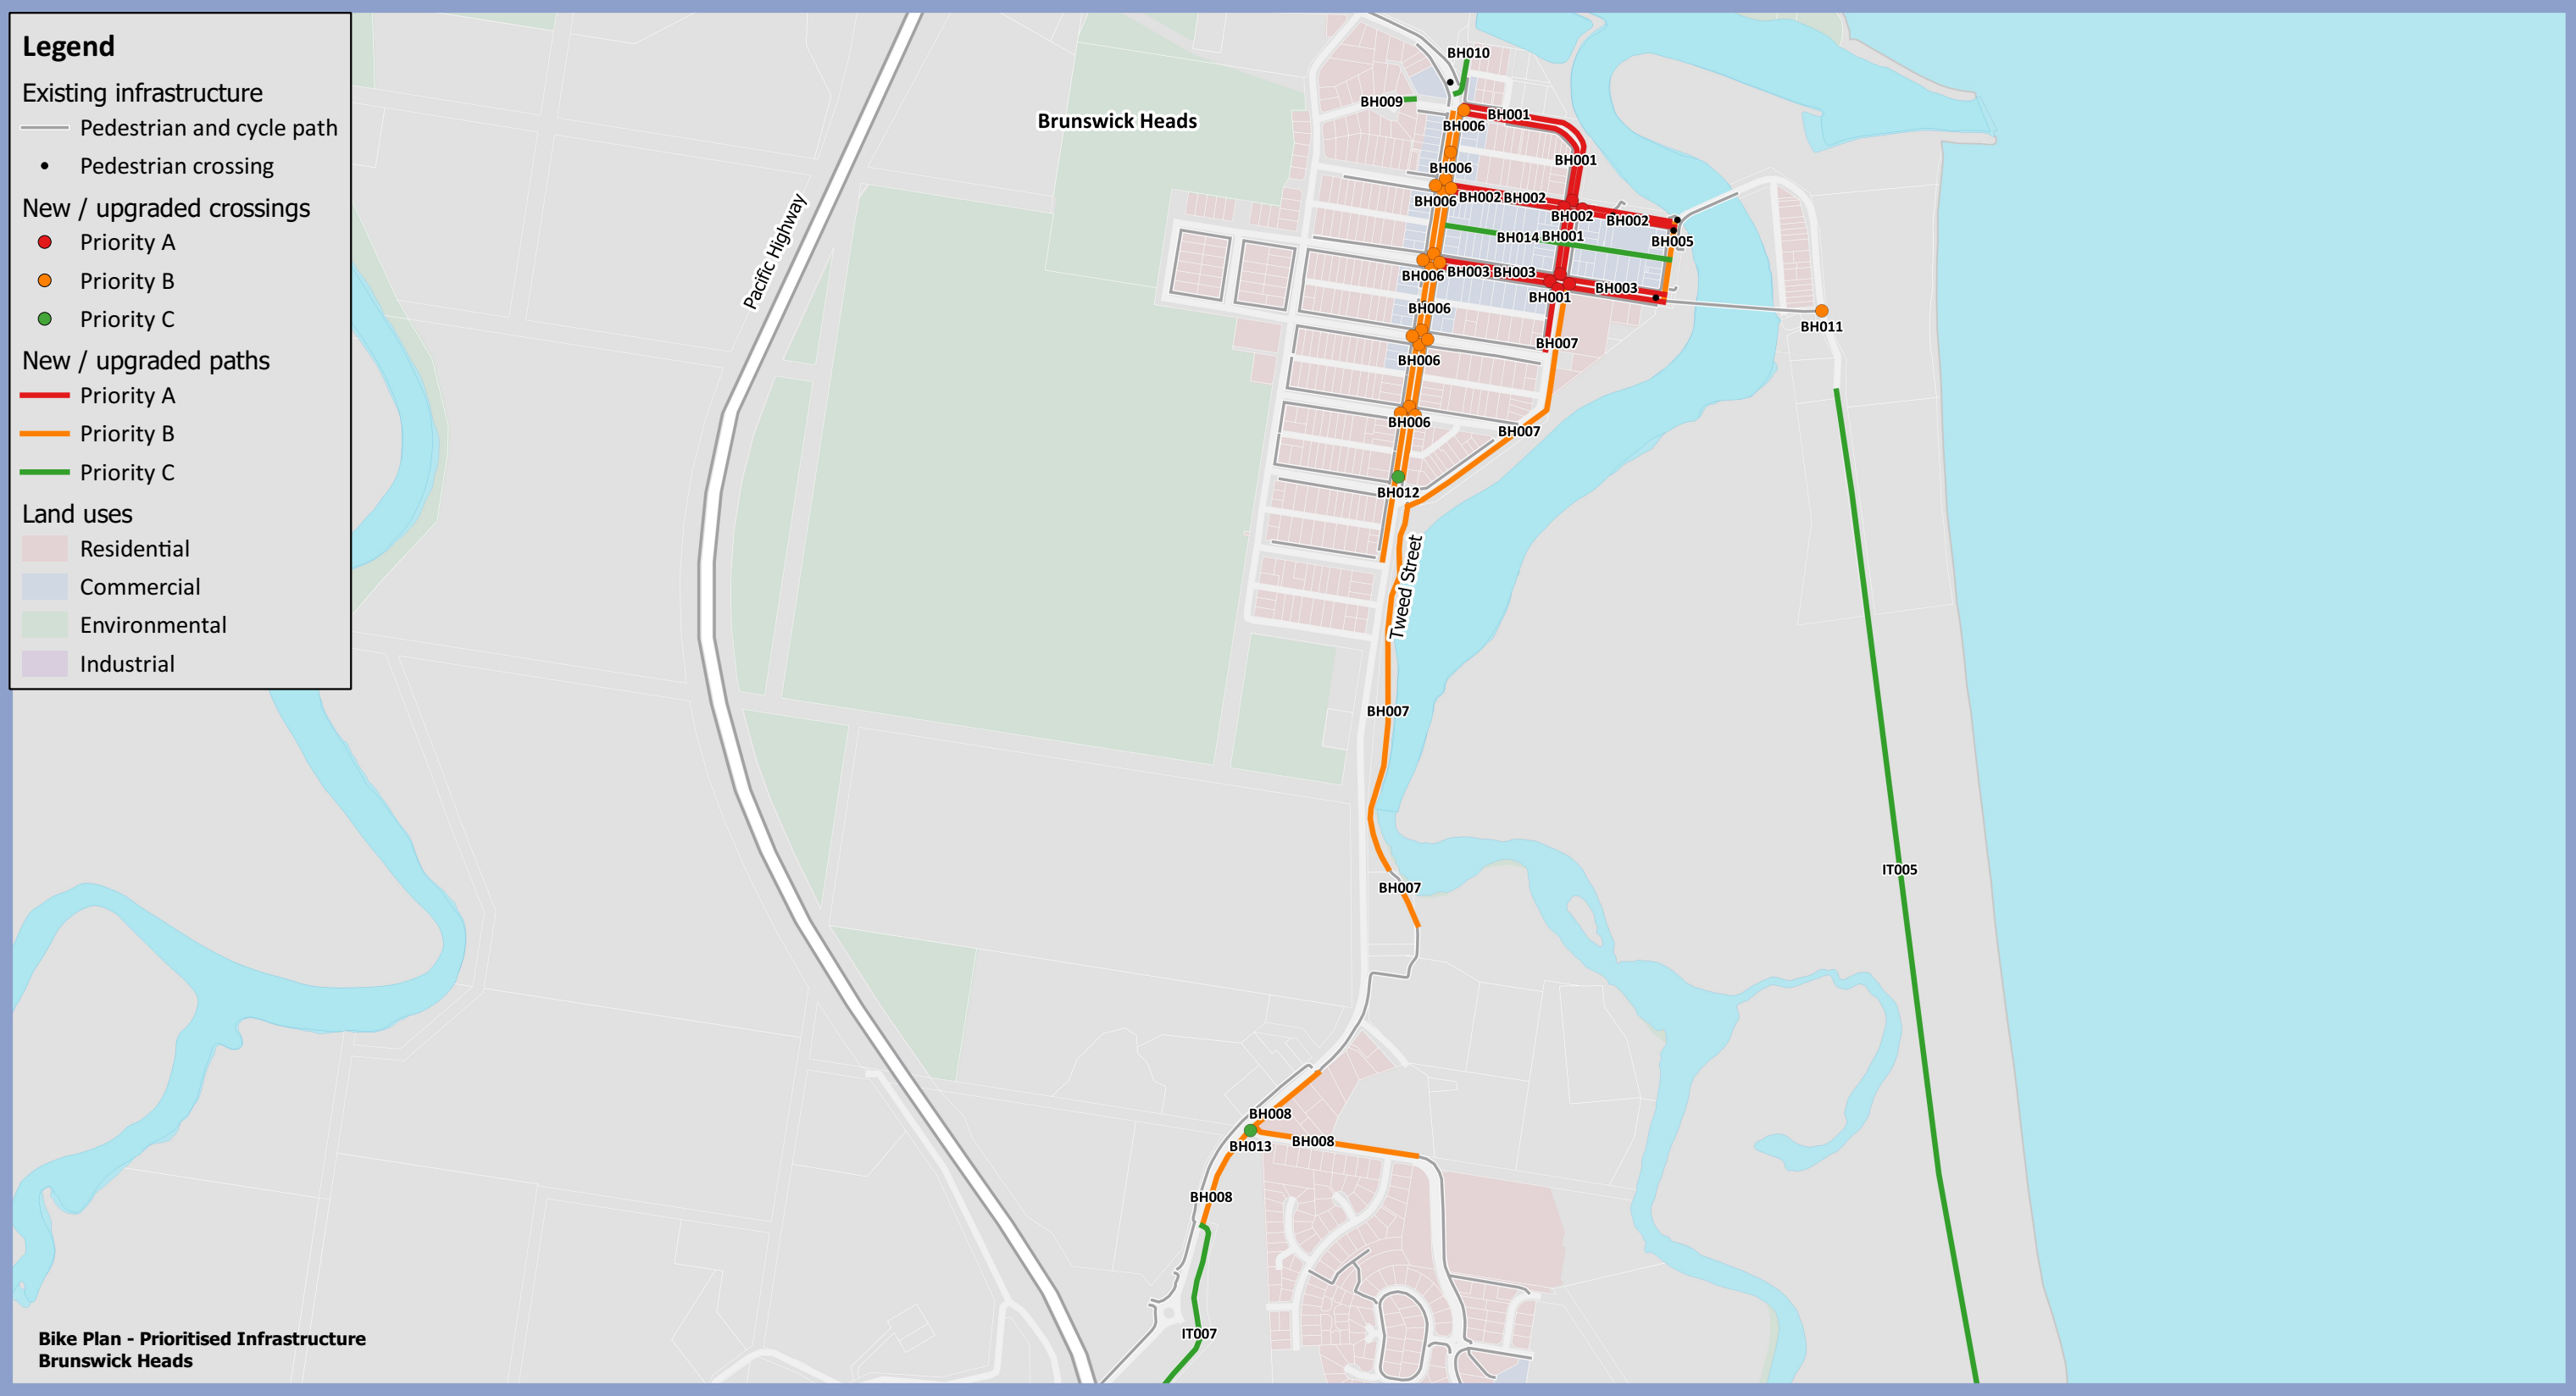 Legend
Existing infrastructure
Pedestrian and cycle path
Pedestrian crossing
New / upgraded crossings
Priority A
Priority B
Priority C
New / upgraded paths
Priority A
Priority B
Priority C
Land uses
Residential
Commercial
Environmental
Industrial
BH010
BH009
BH001
Brunswick Heads
BH006
BH001
BH006
BH002 BH002
BH006
BH002
BH002
BH014 BH001
BH005
Pacific Highway
BH003 BH003
BH006
BH003
BH001
BH006
BH011
BH007
BH006
BH006
BH007
BH012
Tweed Street
BH007
IT005
BH007
BH008
BH008
BH013
BH008
IT007
Bike Plan - Prioritised Infrastructure
Brunswick Heads